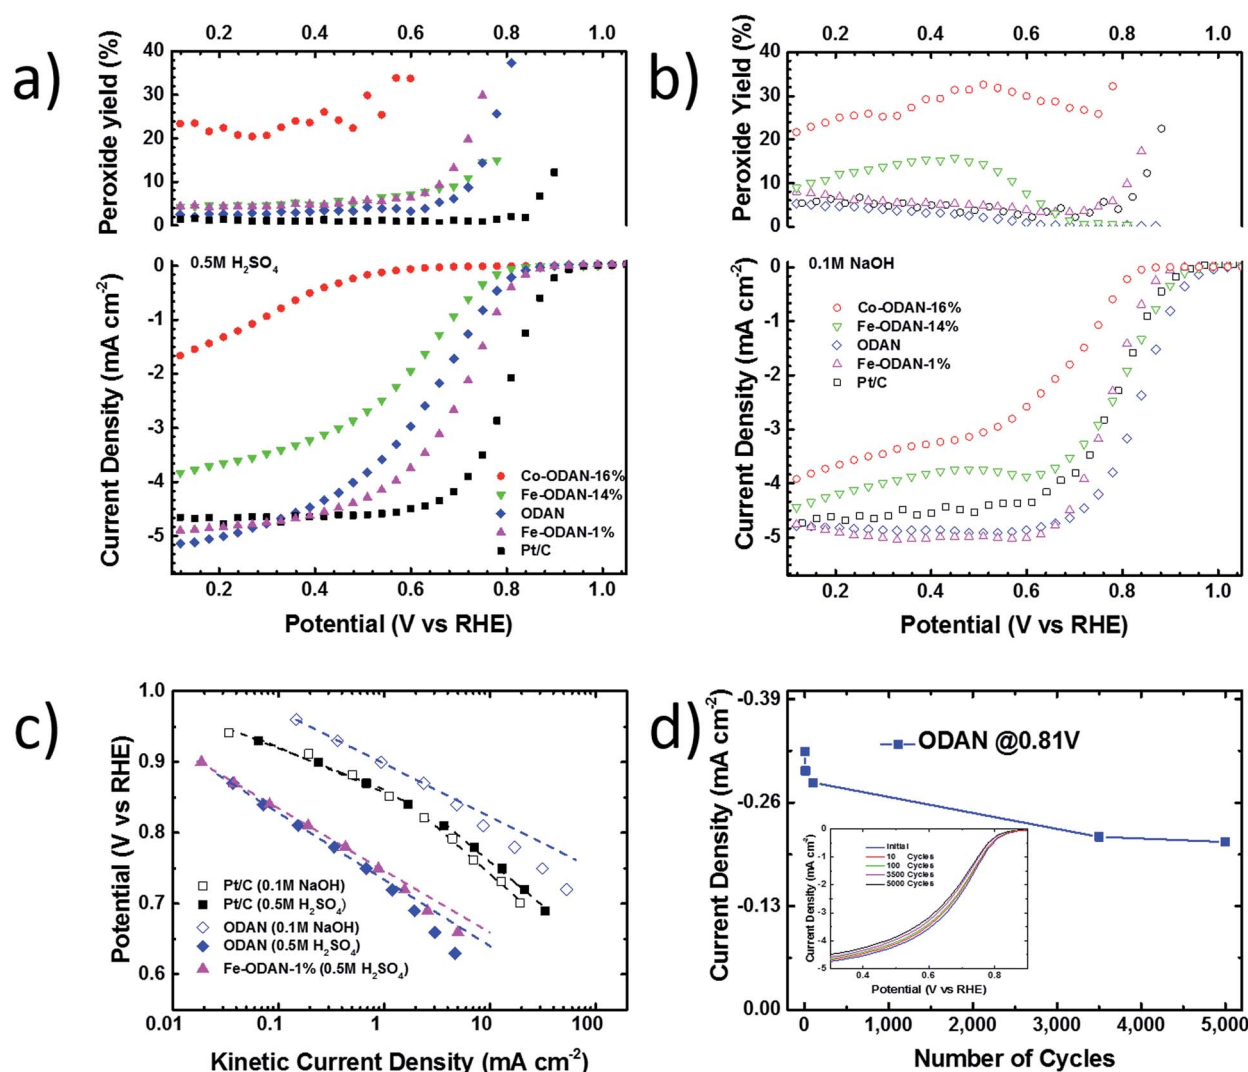 a)
0.2 0.4 0.6 0.8 1.0
Peroxide yield (%)
40
30
20
10
0
0.5M H₂SO₄
Current Density (mA cm⁻²)
0
-1
-2
-3
-4
-5
Co-ODAN-16%
Fe-ODAN-14%
ODAN
Fe-ODAN-1%
Pt/C
0.2 0.4 0.6 0.8 1.0
Potential (V vs RHE)
b)
0.2 0.4 0.6 0.8 1.0
Peroxide Yield (%)
40
30
20
10
0
0.1M NaOH
Current Density (mA cm⁻²)
0
-1
-2
-3
-4
-5
Co-ODAN-16%
Fe-ODAN-14%
ODAN
Fe-ODAN-1%
Pt/C
0.2 0.4 0.6 0.8 1.0
Potential (V vs RHE)
c)
Potential (V vs RHE)
1.0
0.9
0.8
0.7
0.6
Pt/C (0.1M NaOH)
Pt/C (0.5M H₂SO₄)
ODAN (0.1M NaOH)
ODAN (0.5M H₂SO₄)
Fe-ODAN-1% (0.5M H₂SO₄)
0.01 0.1 1 10 100
Kinetic Current Density (mA cm⁻²)
d)
Current Density (mA cm⁻²)
-0.39
-0.26
-0.13
0.00
ODAN @0.81V
Current Density (mA cm²)
0
-1
-2
-3
-4
-5
Initial
10 Cycles
100 Cycles
3500 Cycles
5000 Cycles
0.4 0.6 0.8
Potential (V vs RHE)
0 1,000 2,000 3,000 4,000 5,000
Number of Cycles